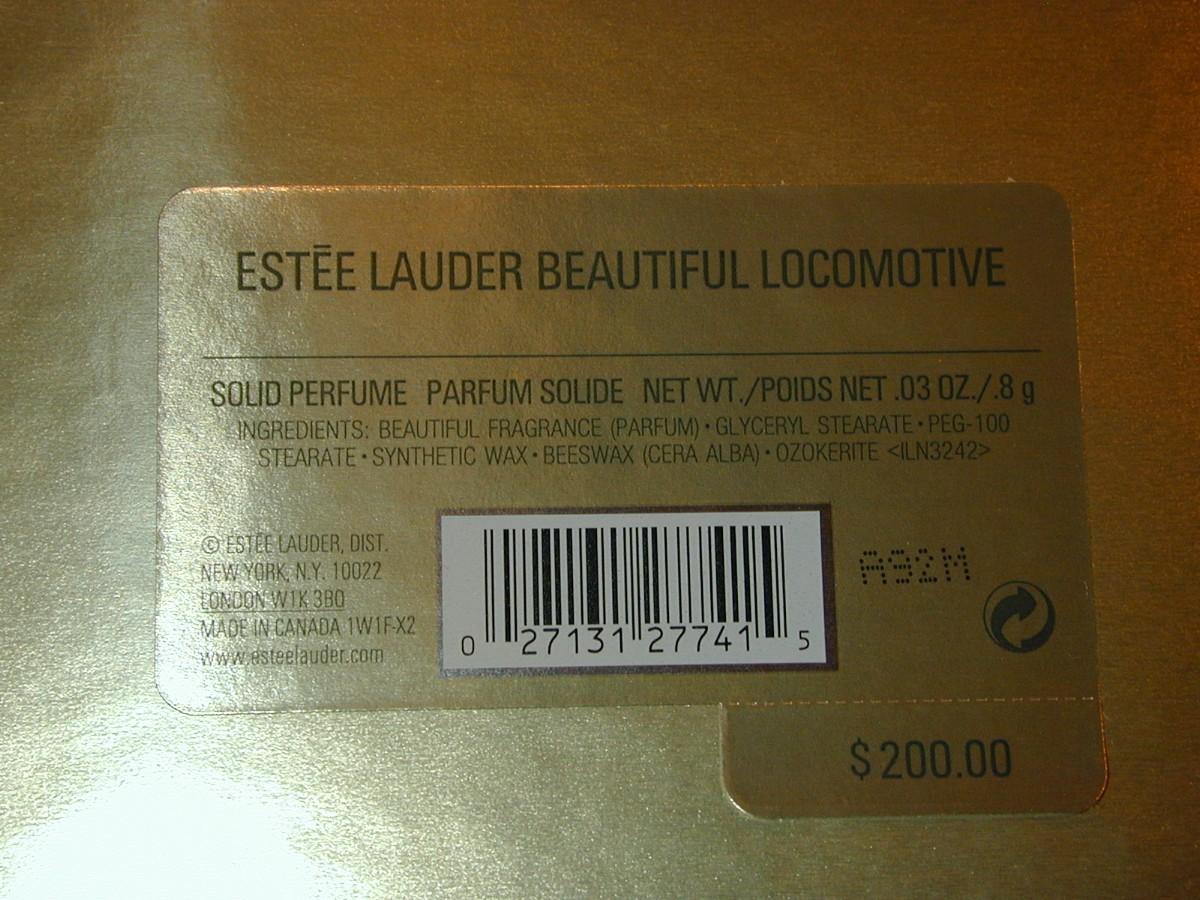 ESTĒE LAUDER BEAUTIFUL LOCOMOTIVE
SOLID PERFUME PARFUM SOLIDE NET WT./POIDS NET .03 OZ./.8 g
INGREDIENTS: BEAUTIFUL FRAGRANCE (PARFUM) • GLYCERYL STEARATE • PEG-100
STEARATE • SYNTHETIC WAX • BEESWAX (CERA ALBA) • OZOKERITE <ILN3242>
© ESTĒE LAUDER, DIST.
NEW YORK, N.Y. 10022
LONDON W1K 3BQ
MADE IN CANADA 1W1F-X2
www.esteelauder.com
0 27131 27741 5
A92M
$200.00